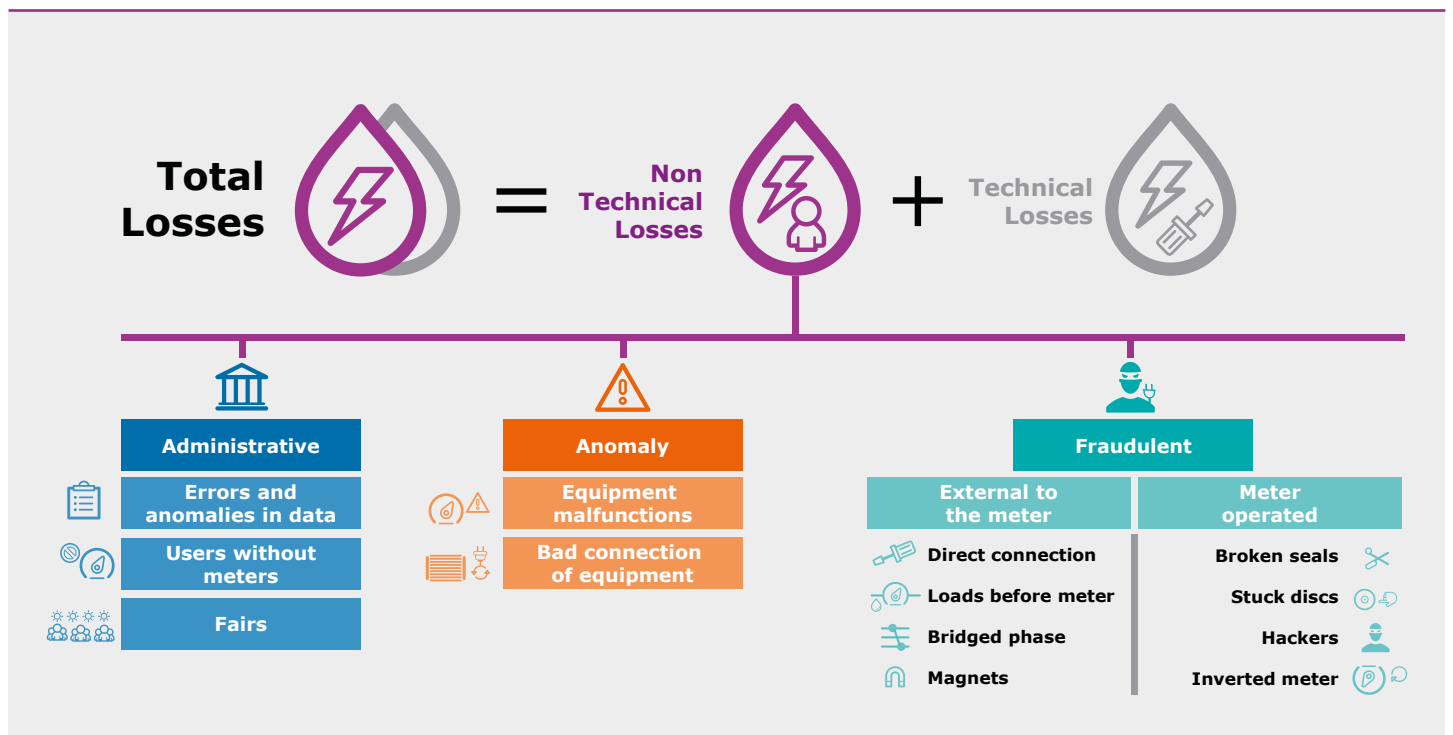 Total
Losses
=
Non
Technical
Losses
+
Technical
Losses
Administrative
Errors and
anomalies in data
Users without
meters
Fairs
Anomaly
Equipment
malfunctions
Bad connection
of equipment
Fraudulent
External to
the meter
Direct connection
Loads before meter
Bridged phase
Magnets
Meter
operated
Broken seals
Stuck discs
Hackers
Inverted meter